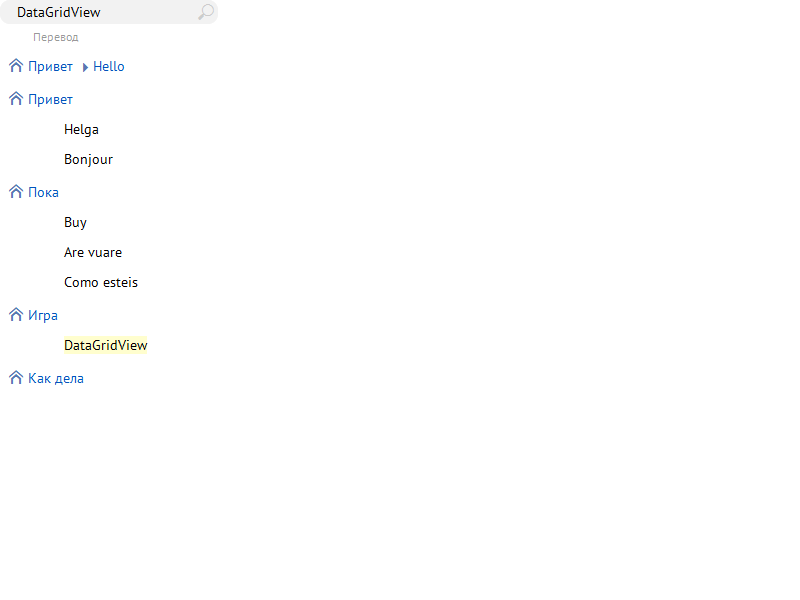 DataGridView
Перевод
Привет Hello
Привет
Helga
Bonjour
Пока
Buy
Are vuare
Como esteis
Игра
DataGridView
Как дела